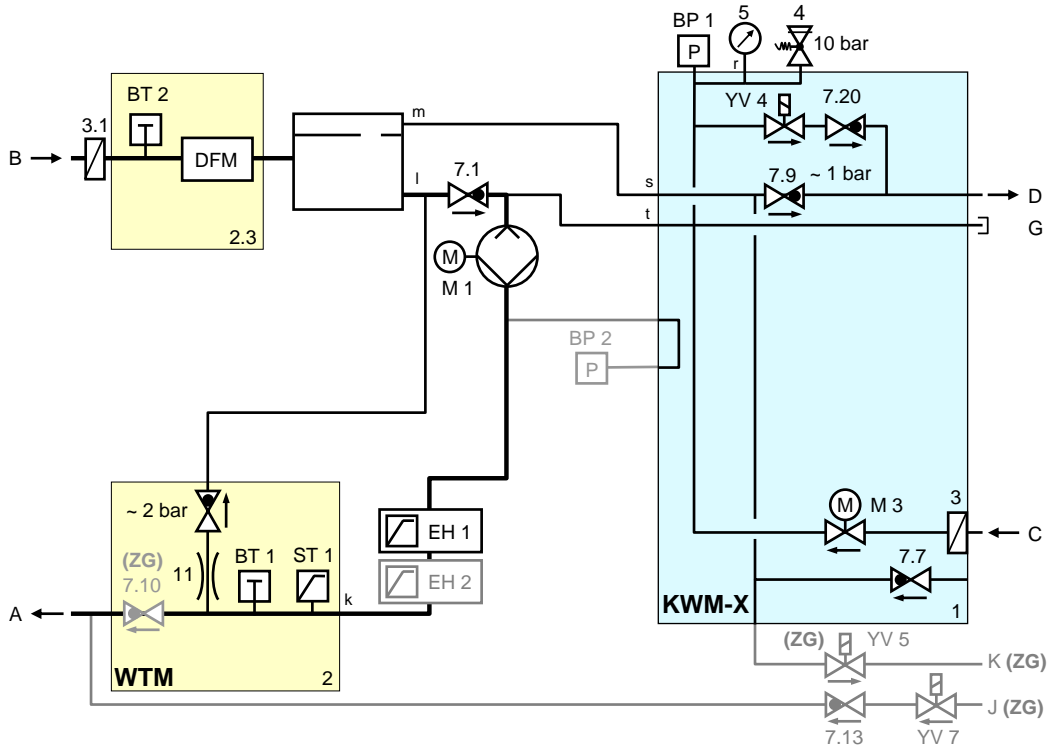 BP 1
5
4
P
10 bar
r
BT 2
YV 4
7.20
3.1
m
B
DFM
l
7.1
s
7.9
~ 1 bar
D
t
G
2.3
M
M 1
BP 2
P
~ 2 bar
EH 1
M
M 3
3
C
(ZG)
7.10
11
BT 1
ST 1
EH 2
7.7
k
A
KWM-X
1
WTM
2
(ZG)
YV 5
K (ZG)
J (ZG)
7.13
YV 7